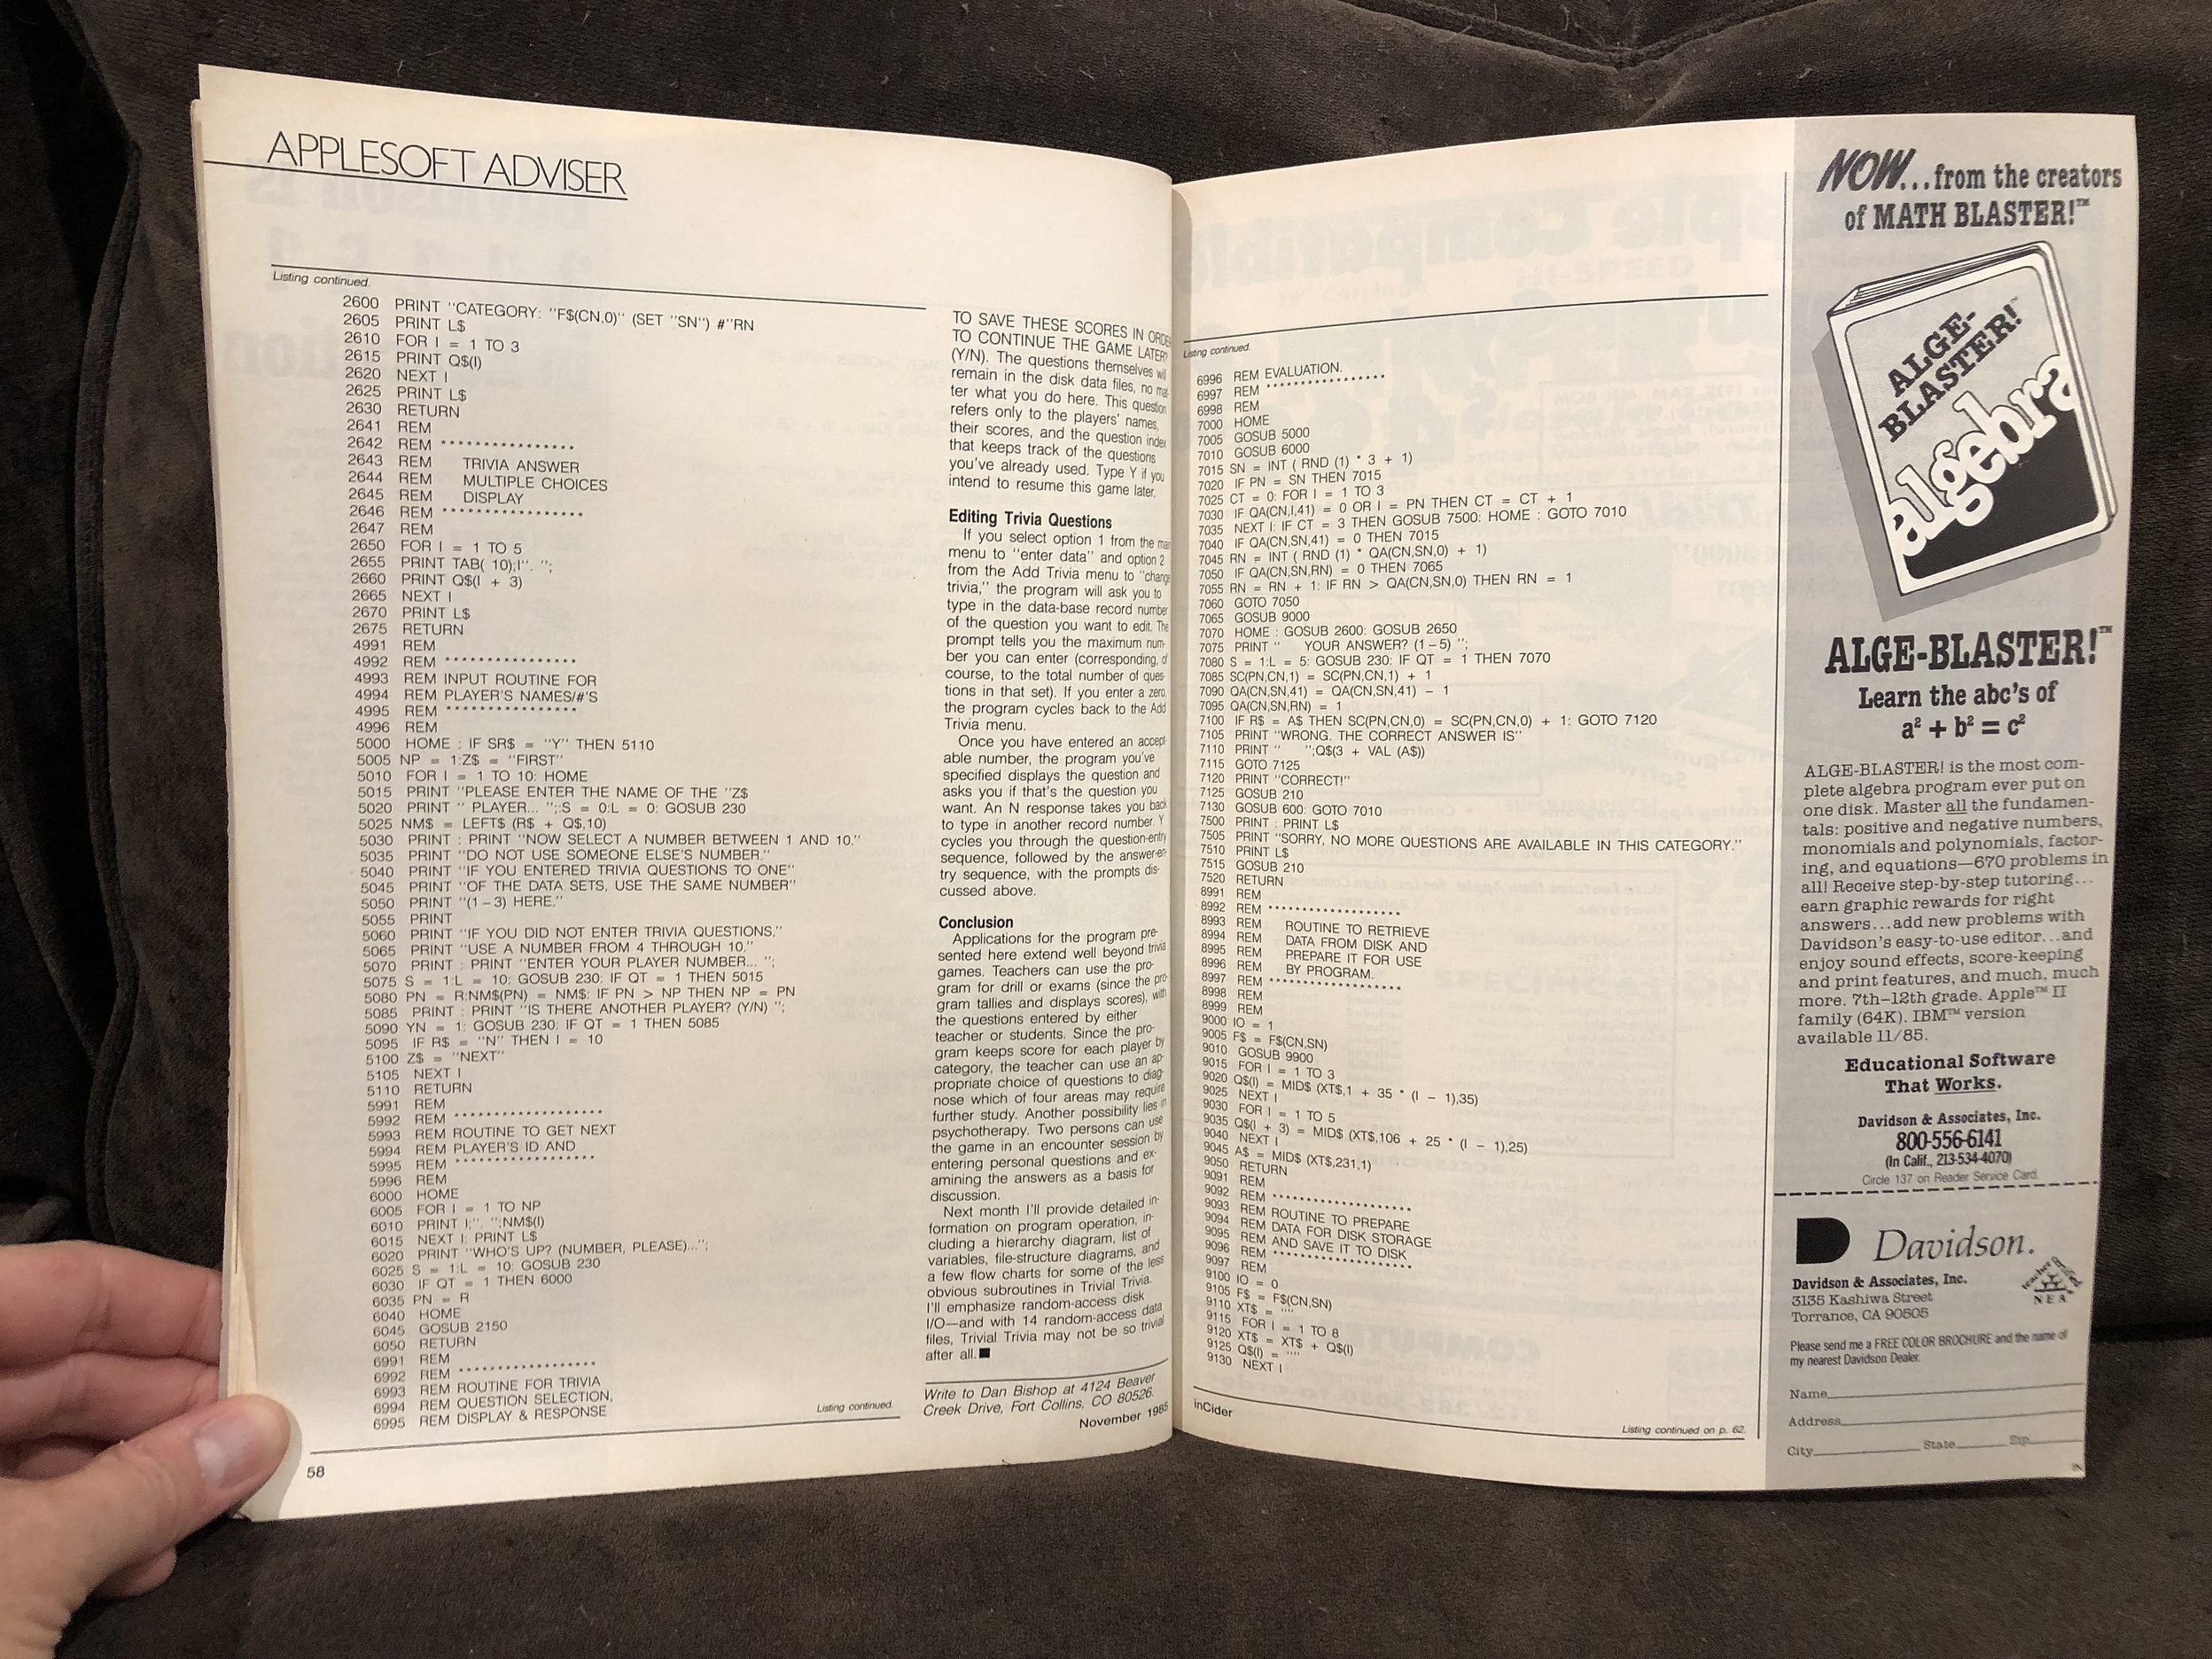 APPLESOFT ADVISER
Listing continued.
2600 PRINT "CATEGORY: "F$(CN,0)" (SET "SN") #"RN
2605 PRINT L$
2610 FOR I = 1 TO 3
2615 PRINT Q$(I)
2620 NEXT I
2625 PRINT L$
2630 RETURN
2641 REM
2642 REM ****************
2643 REM TRIVIA ANSWER
2644 REM MULTIPLE CHOICES
2645 REM DISPLAY
2646 REM *****************
2647 REM
2650 FOR I = 1 TO 5
2655 PRINT TAB( 10);I". ";
2660 PRINT Q$(I + 3)
2665 NEXT I
2670 PRINT L$
2675 RETURN
4991 REM
4992 REM ****************
4993 REM INPUT ROUTINE FOR
4994 REM PLAYER'S NAMES/#'S
4995 REM ****************
4996 REM
5000 HOME : IF SR$ = "Y" THEN 5110
5005 NP = 1:Z$ = "FIRST"
5010 FOR I = 1 TO 10: HOME
5015 PRINT "PLEASE ENTER THE NAME OF THE "Z$
5020 PRINT " PLAYER... ";:S = 0:L = 0: GOSUB 230
5025 NM$ = LEFT$ (R$ + Q$,10)
5030 PRINT : PRINT "NOW SELECT A NUMBER BETWEEN 1 AND 10."
5035 PRINT "DO NOT USE SOMEONE ELSE'S NUMBER."
5040 PRINT "IF YOU ENTERED TRIVIA QUESTIONS TO ONE"
5045 PRINT "OF THE DATA SETS, USE THE SAME NUMBER"
5050 PRINT "(1–3) HERE."
5055 PRINT
5060 PRINT "IF YOU DID NOT ENTER TRIVIA QUESTIONS,"
5065 PRINT "USE A NUMBER FROM 4 THROUGH 10."
5070 PRINT : PRINT "ENTER YOUR PLAYER NUMBER... ";
5075 S = 1:L = 10: GOSUB 230: IF QT = 1 THEN 5015
5080 PN = R:NM$(PN) = NM$: IF PN > NP THEN NP = PN
5085 PRINT : PRINT "IS THERE ANOTHER PLAYER? (Y/N) ";
5090 YN = 1: GOSUB 230: IF QT = 1 THEN 5085
5095 IF R$ = "N" THEN I = 10
5100 Z$ = "NEXT"
5105 NEXT I
5110 RETURN
5991 REM
5992 REM ******************
5993 REM ROUTINE TO GET NEXT
5994 REM PLAYER'S ID AND
5995 REM *****************
5996 REM
6000 HOME
6005 FOR I = 1 TO NP
6010 PRINT I;". ";NM$(I)
6015 NEXT I: PRINT L$
6020 PRINT "WHO'S UP? (NUMBER, PLEASE)...";
6025 S = 1:L = 10: GOSUB 230
6030 IF QT = 1 THEN 6000
6035 PN = R
6040 HOME
6045 GOSUB 2150
6050 RETURN
6991 REM
6992 REM *****************
6993 REM ROUTINE FOR TRIVIA
6994 REM QUESTION SELECTION,
6995 REM DISPLAY & RESPONSE
Listing continued.
58
TO SAVE THESE SCORES IN ORDER
TO CONTINUE THE GAME LATER?
(Y/N). The questions themselves will
remain in the disk data files, no mat-
ter what you do here. This question
refers only to the players' names,
their scores, and the question index
that keeps track of the questions
you've already used. Type Y if you
intend to resume this game later.
Editing Trivia Questions
If you select option 1 from the main
menu to "enter data" and option 2
from the Add Trivia menu to "change
trivia," the program will ask you to
type in the data-base record number
of the question you want to edit. The
prompt tells you the maximum num-
ber you can enter (corresponding, of
course, to the total number of ques-
tions in that set). If you enter a zero,
the program cycles back to the Add
Trivia menu.
Once you have entered an accept-
able number, the program you've
specified displays the question and
asks you if that's the question you
want. An N response takes you back
to type in another record number. Y
cycles you through the question-entry
sequence, followed by the answer-en-
try sequence, with the prompts dis-
cussed above.
Conclusion
Applications for the program pre-
sented here extend well beyond trivia
games. Teachers can use the pro-
gram for drill or exams (since the pro-
gram tallies and displays scores), with
the questions entered by either
teacher or students. Since the pro-
gram keeps score for each player by
category, the teacher can use an ap-
propriate choice of questions to diag-
nose which of four areas may require
further study. Another possibility lies in
psychotherapy. Two persons can use
the game in an encounter session by
entering personal questions and ex-
amining the answers as a basis for
discussion.
Next month I'll provide detailed in-
formation on program operation, in-
cluding a hierarchy diagram, list of
variables, file-structure diagrams, and
a few flow charts for some of the less
obvious subroutines in Trivial Trivia.
I'll emphasize random-access disk
I/O—and with 14 random-access data
files, Trivial Trivia may not be so trivial
after all.■
Write to Dan Bishop at 4124 Beaver
Creek Drive, Fort Collins, CO 80526.
November 1985
Listing continued.
6996 REM EVALUATION.
6997 REM *****************
6998 REM
7000 HOME
7005 GOSUB 5000
7010 GOSUB 6000
7015 SN = INT ( RND (1) * 3 + 1)
7020 IF PN = SN THEN 7015
7025 CT = 0: FOR I = 1 TO 3
7030 IF QA(CN,I,41) = 0 OR I = PN THEN CT = CT + 1
7035 NEXT I: IF CT = 3 THEN GOSUB 7500: HOME : GOTO 7010
7040 IF QA(CN,SN,41) = 0 THEN 7015
7045 RN = INT ( RND (1) * QA(CN,SN,0) + 1)
7050 IF QA(CN,SN,RN) = 0 THEN 7065
7055 RN = RN + 1: IF RN > QA(CN,SN,0) THEN RN = 1
7060 GOTO 7050
7065 GOSUB 9000
7070 HOME : GOSUB 2600: GOSUB 2650
7075 PRINT " YOUR ANSWER? (1–5) ";
7080 S = 1:L = 5: GOSUB 230: IF QT = 1 THEN 7070
7085 SC(PN,CN,1) = SC(PN,CN,1) + 1
7090 QA(CN,SN,41) = QA(CN,SN,41) – 1
7095 QA(CN,SN,RN) = 1
7100 IF R$ = A$ THEN SC(PN,CN,0) = SC(PN,CN,0) + 1: GOTO 7120
7105 PRINT "WRONG. THE CORRECT ANSWER IS"
7110 PRINT " ";Q$(3 + VAL (A$))
7115 GOTO 7125
7120 PRINT "CORRECT!"
7125 GOSUB 210
7130 GOSUB 600: GOTO 7010
7500 PRINT : PRINT L$
7505 PRINT "SORRY, NO MORE QUESTIONS ARE AVAILABLE IN THIS CATEGORY."
7510 PRINT L$
7515 GOSUB 210
7520 RETURN
8991 REM
8992 REM *******************
8993 REM ROUTINE TO RETRIEVE
8994 REM DATA FROM DISK AND
8995 REM PREPARE IT FOR USE
8996 REM BY PROGRAM.
8997 REM *******************
8998 REM
8999 REM
9000 IO = 1
9005 F$ = F$(CN,SN)
9010 GOSUB 9900
9015 FOR I = 1 TO 3
9020 Q$(I) = MID$ (XT$,1 + 35 * (I – 1),35)
9025 NEXT I
9030 FOR I = 1 TO 5
9035 Q$(I + 3) = MID$ (XT$,106 + 25 * (I – 1),25)
9040 NEXT I
9045 A$ = MID$ (XT$,231,1)
9050 RETURN
9091 REM
9092 REM ********************
9093 REM ROUTINE TO PREPARE
9094 REM DATA FOR DISK STORAGE
9095 REM AND SAVE IT TO DISK
9096 REM ********************
9097 REM
9100 IO = 0
9105 F$ = F$(CN,SN)
9110 XT$ = ""
9115 FOR I = 1 TO 8
9120 XT$ = XT$ + Q$(I)
9125 Q$(I) = ""
9130 NEXT I
inCider
Listing continued on p. 62.
NOW...from the creators
of MATH BLASTER!™
ALGE-
BLASTER!™
algebra
ALGE-BLASTER!™
Learn the abc's of
a² + b² = c²
ALGE-BLASTER! is the most com-
plete algebra program ever put on
one disk. Master all the fundamen-
tals: positive and negative numbers,
monomials and polynomials, factor-
ing, and equations—670 problems in
all! Receive step-by-step tutoring...
earn graphic rewards for right
answers...add new problems with
Davidson's easy-to-use editor...and
enjoy sound effects, score-keeping
and print features, and much, much
more. 7th–12th grade. Apple™ II
family (64K). IBM™ version
available 11/85.
Educational Software
That Works.
Davidson & Associates, Inc.
800-556-6141
(In Calif., 213-534-4070)
Circle 137 on Reader Service Card.
Davidson.
Davidson & Associates, Inc.
3135 Kashiwa Street
Torrance, CA 90505
NEA
Please send me a FREE COLOR BROCHURE and the name of
my nearest Davidson Dealer.
Name
Address
City State Zip